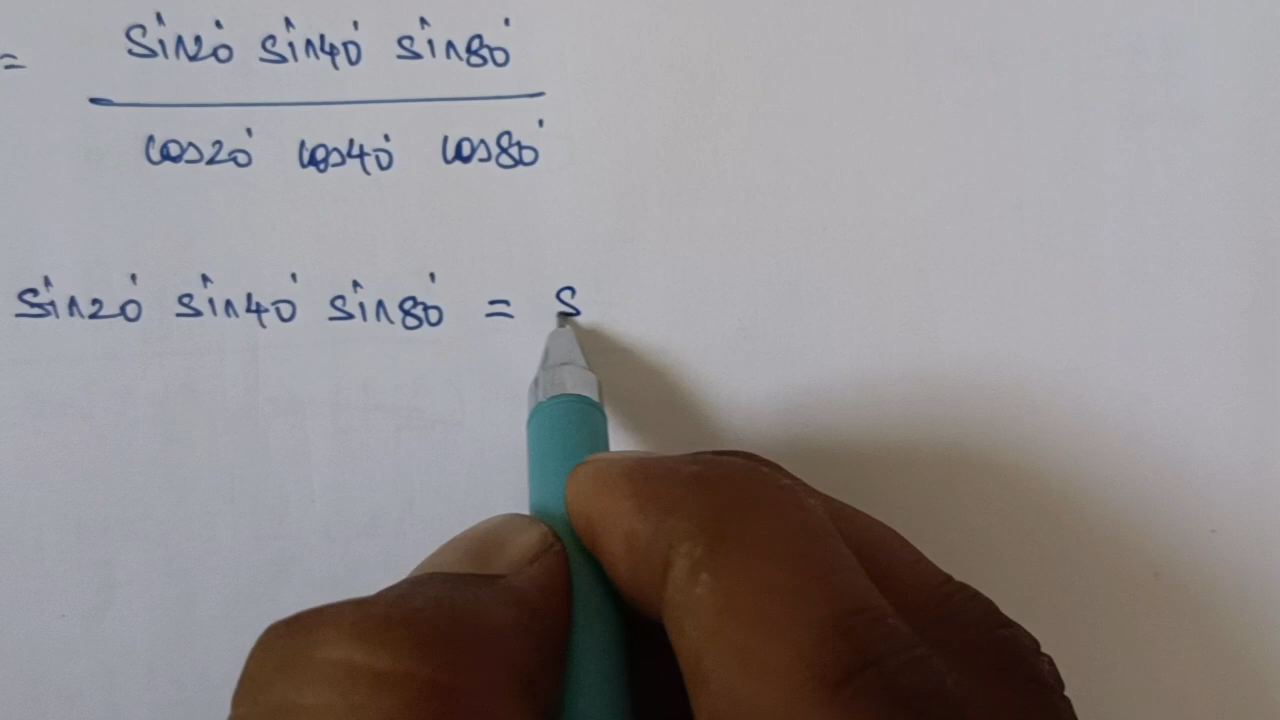 = sin20° sin40° sin80°
cos20° cos40° cos80°
sin20° sin40° sin80° = s